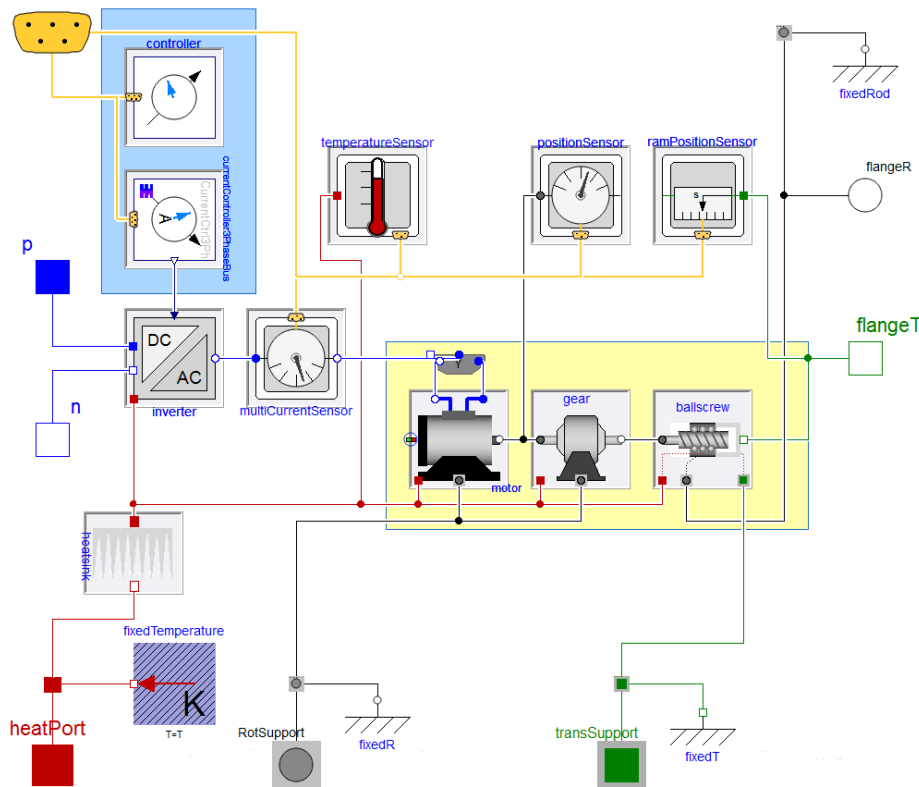 controller
fixedRod
temperatureSensor
positionSensor
ramPositionSensor
flangeR
currentController3PhaseBus
CurrentCtrl3Ph
A
s
p
flangeT
DC
AC
Y
n
inverter
multiCurrentSensor
gear
ballscrew
motor
heatsink
fixedTemperature
K
T=T
heatPort
RotSupport
fixedR
transSupport
fixedT